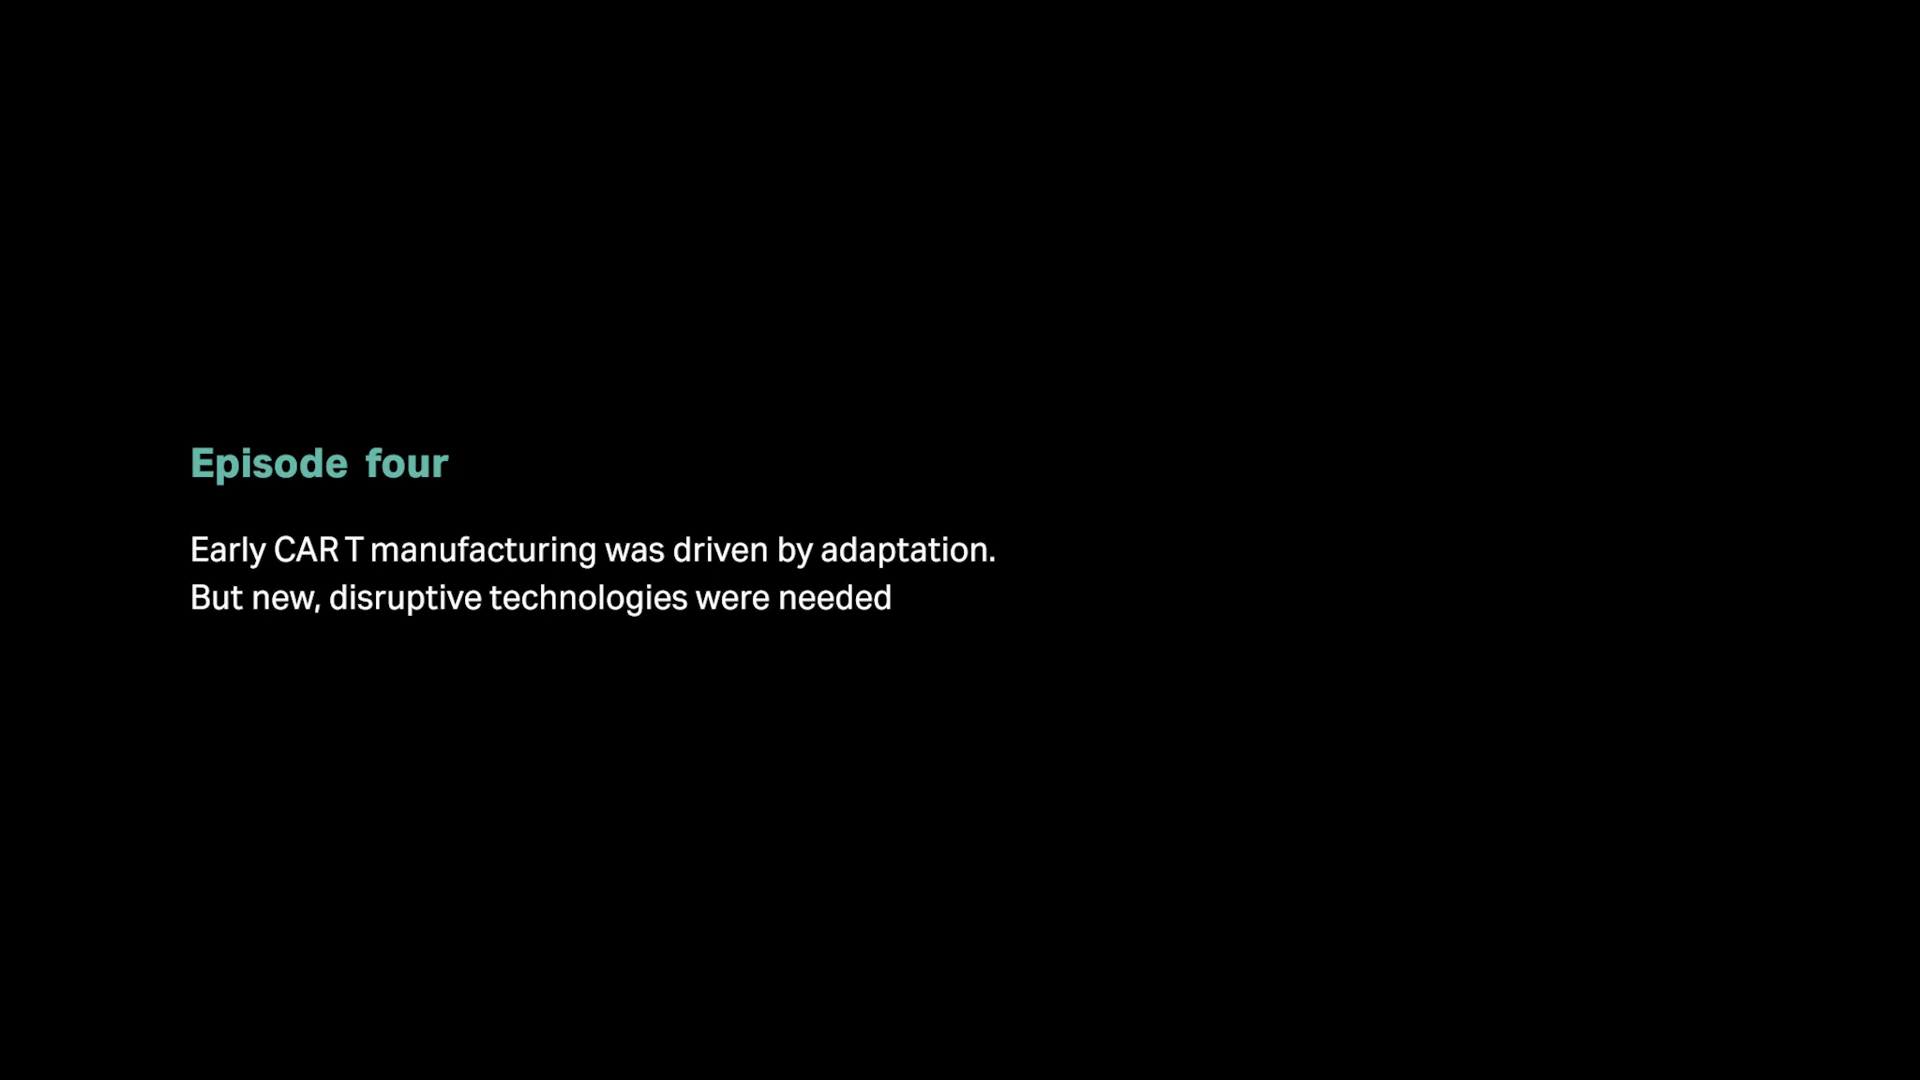 Episode four
Early CAR T manufacturing was driven by adaptation.
But new, disruptive technologies were needed